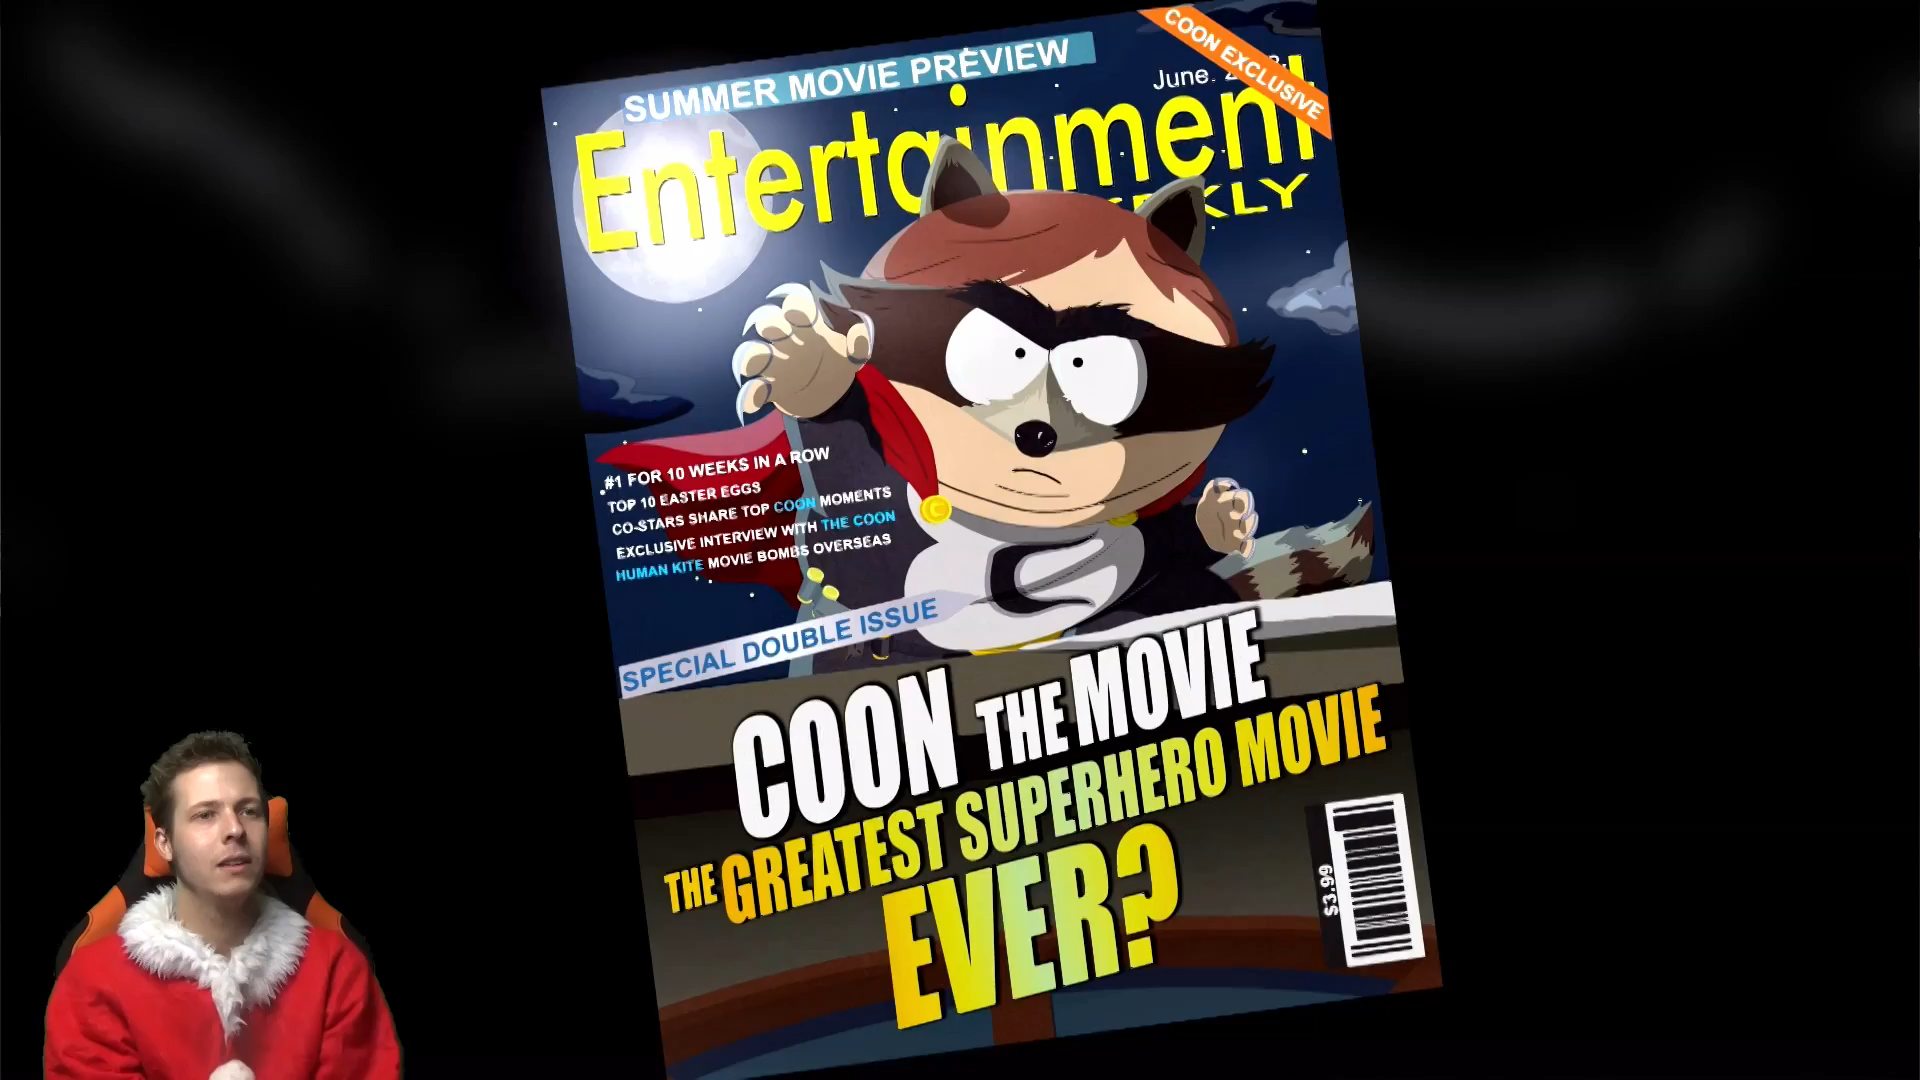 COON EXCLUSIVE
SUMMER MOVIE PREVIEW
June
Entertainment
#1 FOR 10 WEEKS IN A ROW
TOP 10 EASTER EGGS
CO-STARS SHARE TOP COON MOMENTS
EXCLUSIVE INTERVIEW WITH THE COON
HUMAN KITE MOVIE BOMBS OVERSEAS
SPECIAL DOUBLE ISSUE
COON THE MOVIE
THE GREATEST SUPERHERO MOVIE
EVER?
$3.99
C